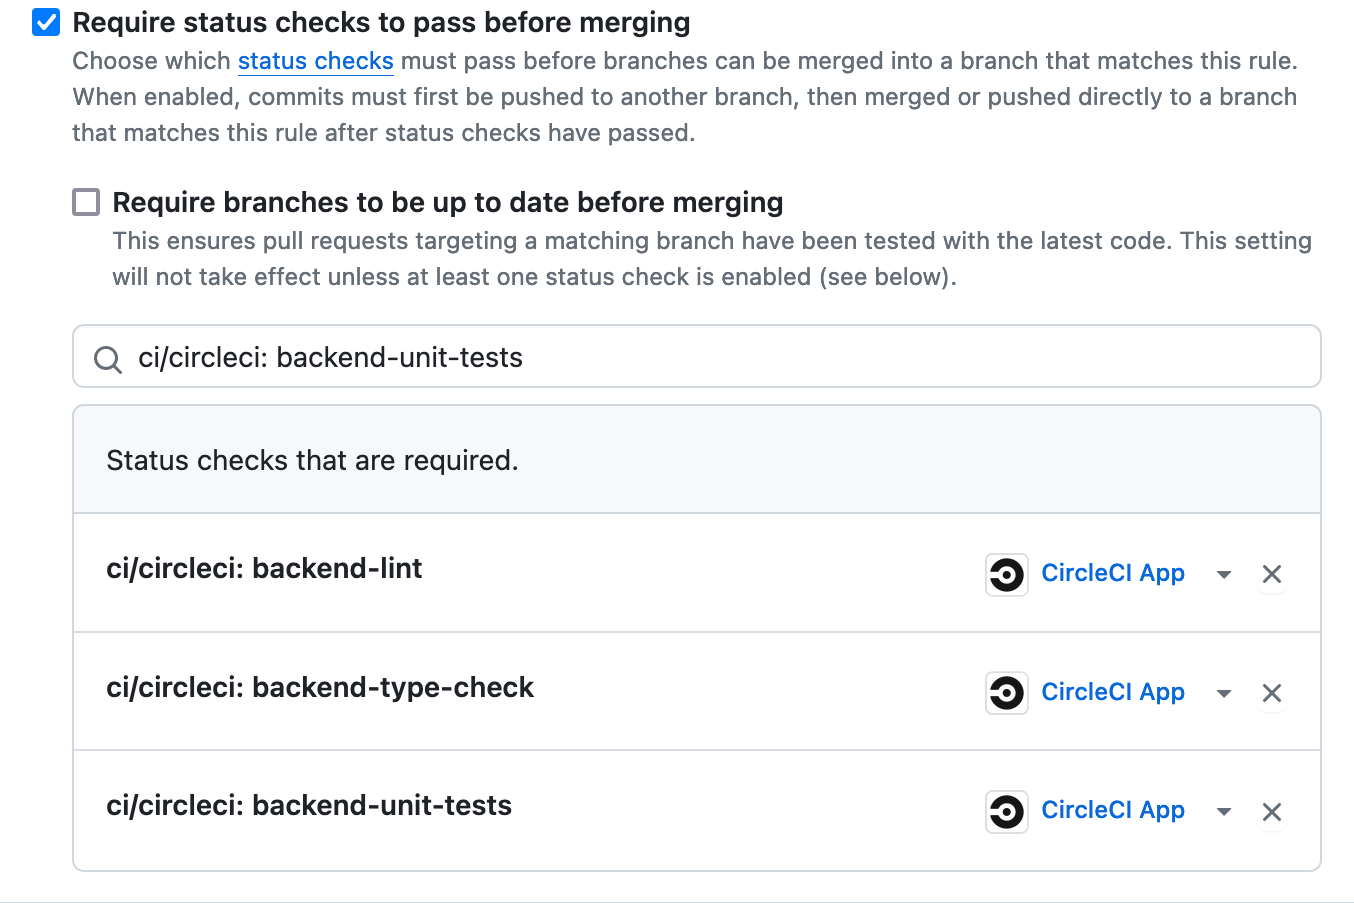 Require status checks to pass before merging
Choose which status checks must pass before branches can be merged into a branch that matches this rule.
When enabled, commits must first be pushed to another branch, then merged or pushed directly to a branch
that matches this rule after status checks have passed.
Require branches to be up to date before merging
This ensures pull requests targeting a matching branch have been tested with the latest code. This setting
will not take effect unless at least one status check is enabled (see below).
ci/circleci: backend-unit-tests
Status checks that are required.
ci/circleci: backend-lint CircleCI App
ci/circleci: backend-type-check CircleCI App
ci/circleci: backend-unit-tests CircleCI App